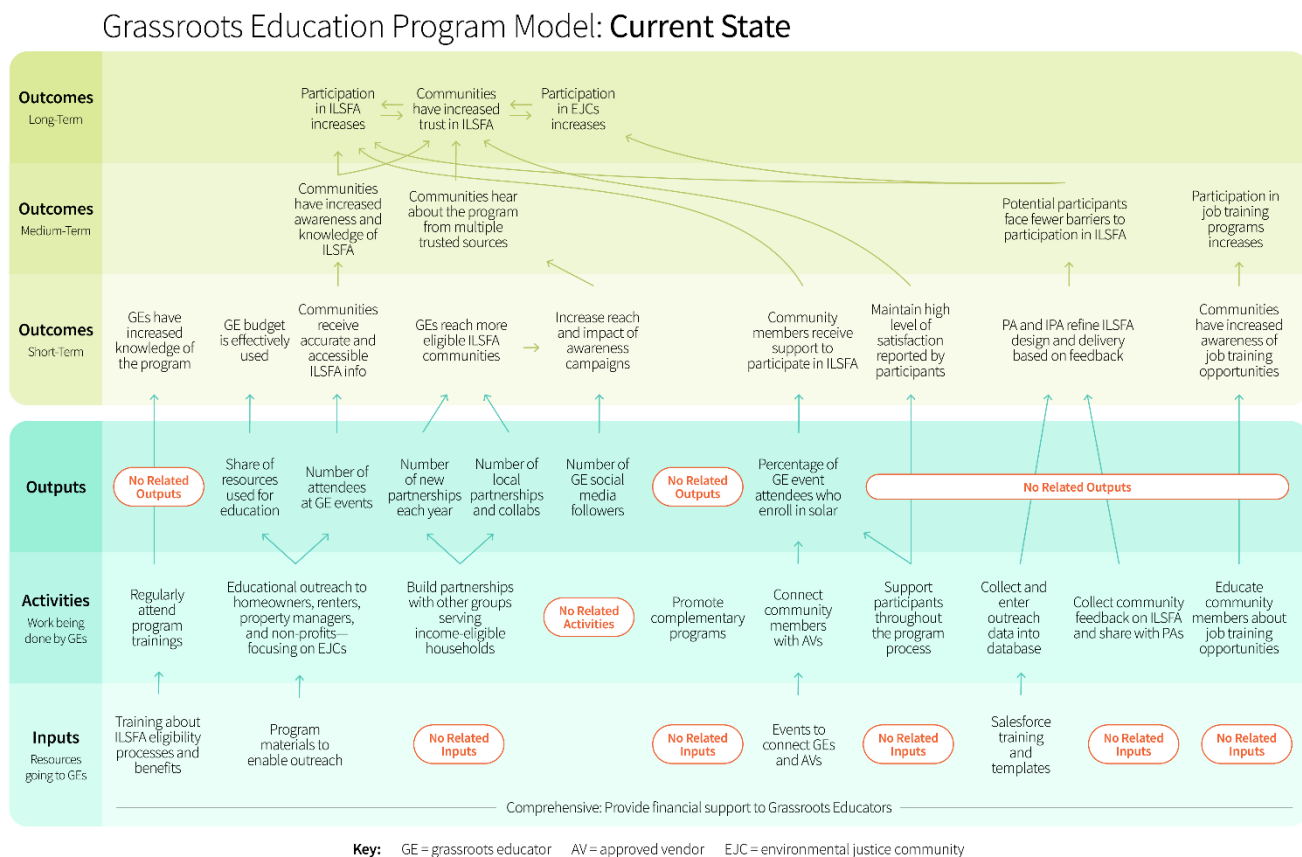 Grassroots Education Program Model: Current State
Outcomes
Long-Term
Participation
in ILSFA
increases
Communities
have increased
trust in ILSFA
Participation
in EJCs
increases
Outcomes
Medium-Term
Communities
have increased
awareness and
knowledge of
ILSFA
Communities hear
about the program
from multiple
trusted sources
Potential participants
face fewer barriers to
participation in ILSFA
Participation in
job training
programs
increases
Outcomes
Short-Term
GEs have
increased
knowledge of
the program
GE budget
is effectively
used
Communities
receive
accurate and
accessible
ILSFA info
GEs reach more
eligible ILSFA
communities
Increase reach
and impact of
awareness
campaigns
Community
members receive
support to
participate in ILSFA
Maintain high
level of
satisfaction
reported by
participants
PA and IPA refine ILSFA
design and delivery
based on feedback
Communities
have increased
awareness of
job training
opportunities
Outputs
No Related
Outputs
Share of
resources
used for
education
Number of
attendees
at GE events
Number
of new
partnerships
each year
Number of
local
partnerships
and collabs
Number of
GE social
media
followers
No Related
Outputs
Percentage of
GE event
attendees who
enroll in solar
No Related Outputs
Activities
Work being
done by GEs
Regularly
attend
program
trainings
Educational outreach to
homeowners, renters,
property managers,
and non-profits—
focusing on EJCs
Build partnerships
with other groups
serving
income-eligible
households
No Related
Activities
Promote
complementary
programs
Connect
community
members
with AVs
Support
participants
throughout
the program
process
Collect and
enter
outreach
data into
database
Collect community
feedback on ILSFA
and share with PAs
Educate
community
members about
job training
opportunities
Inputs
Resources
going to GEs
Training about
ILSFA eligibility
processes and
benefits
Program
materials to
enable outreach
No Related
Inputs
No Related
Inputs
Events to
connect GEs
and AVs
No Related
Inputs
Salesforce
training
and
templates
No Related
Inputs
No Related
Inputs
Comprehensive: Provide financial support to Grassroots Educators
Key: GE = grassroots educator AV = approved vendor EJC = environmental justice community